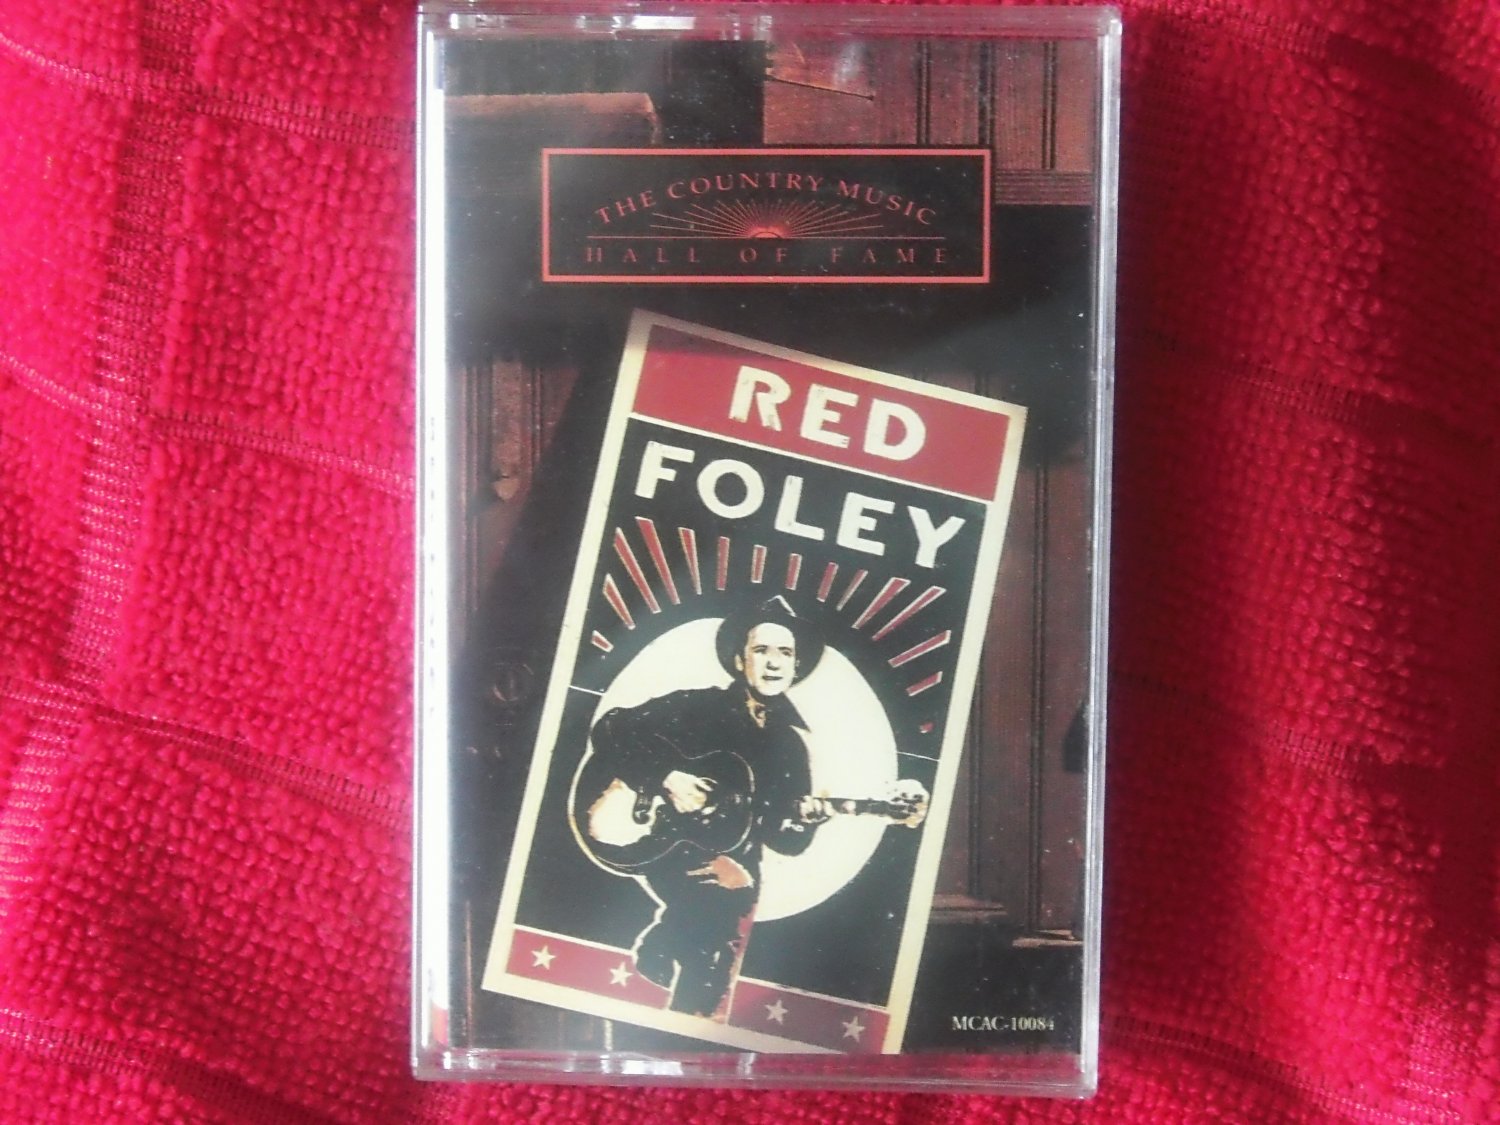 THE COUNTRY MUSIC
HALL OF FAME
RED
FOLEY
MCAC-10084